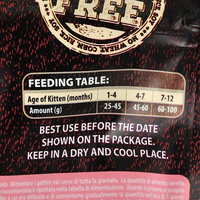 FREE
NO WHEAT, CORN, RICE, SOY
FEEDING TABLE:
Age of Kitten (months) 1-4 4-7 7-12
Amount (g) 25-45 45-60 60-100
BEST USE BEFORE THE DATE
SHOWN ON THE PACKAGE.
KEEP IN A DRY AND COOL PLACE.